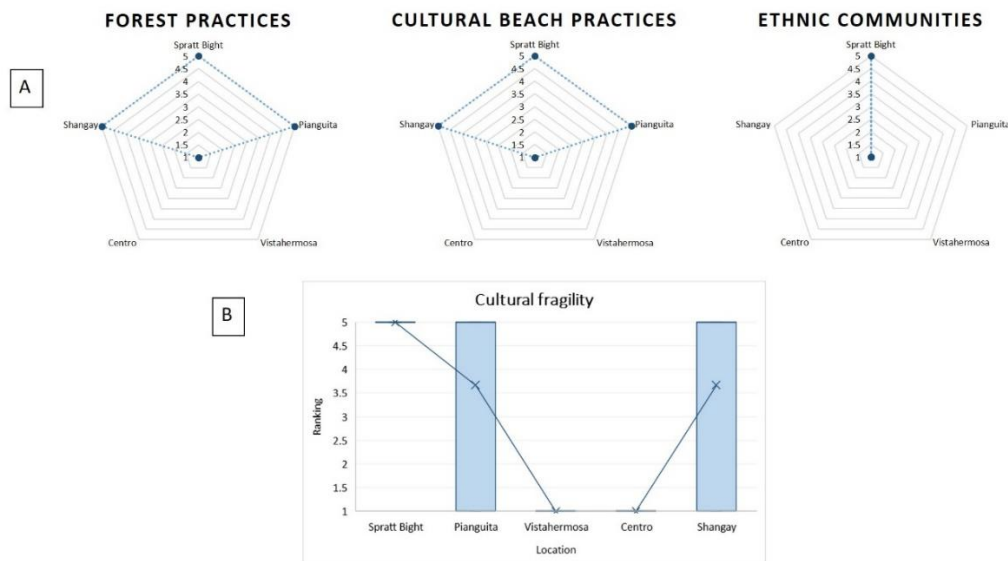 FOREST PRACTICES
CULTURAL BEACH PRACTICES
ETHNIC COMMUNITIES
A
Spratt Bight
5
4.5
4
3.5
3
2.5
2
1.5
1
Shangay
Pianguita
Centro
Vistahermosa
Spratt Bight
5
4.5
4
3.5
3
2.5
2
1.5
1
Shangay
Pianguita
Centro
Vistahermosa
Spratt Bight
5
4.5
4
3.5
3
2.5
2
1.5
1
Shangay
Pianguita
Centro
Vistahermosa
B
Cultural fragility
5
4.5
4
3.5
3
2.5
2
1.5
1
Ranking
Spratt Bight Pianguita Vistahermosa Centro Shangay
Location